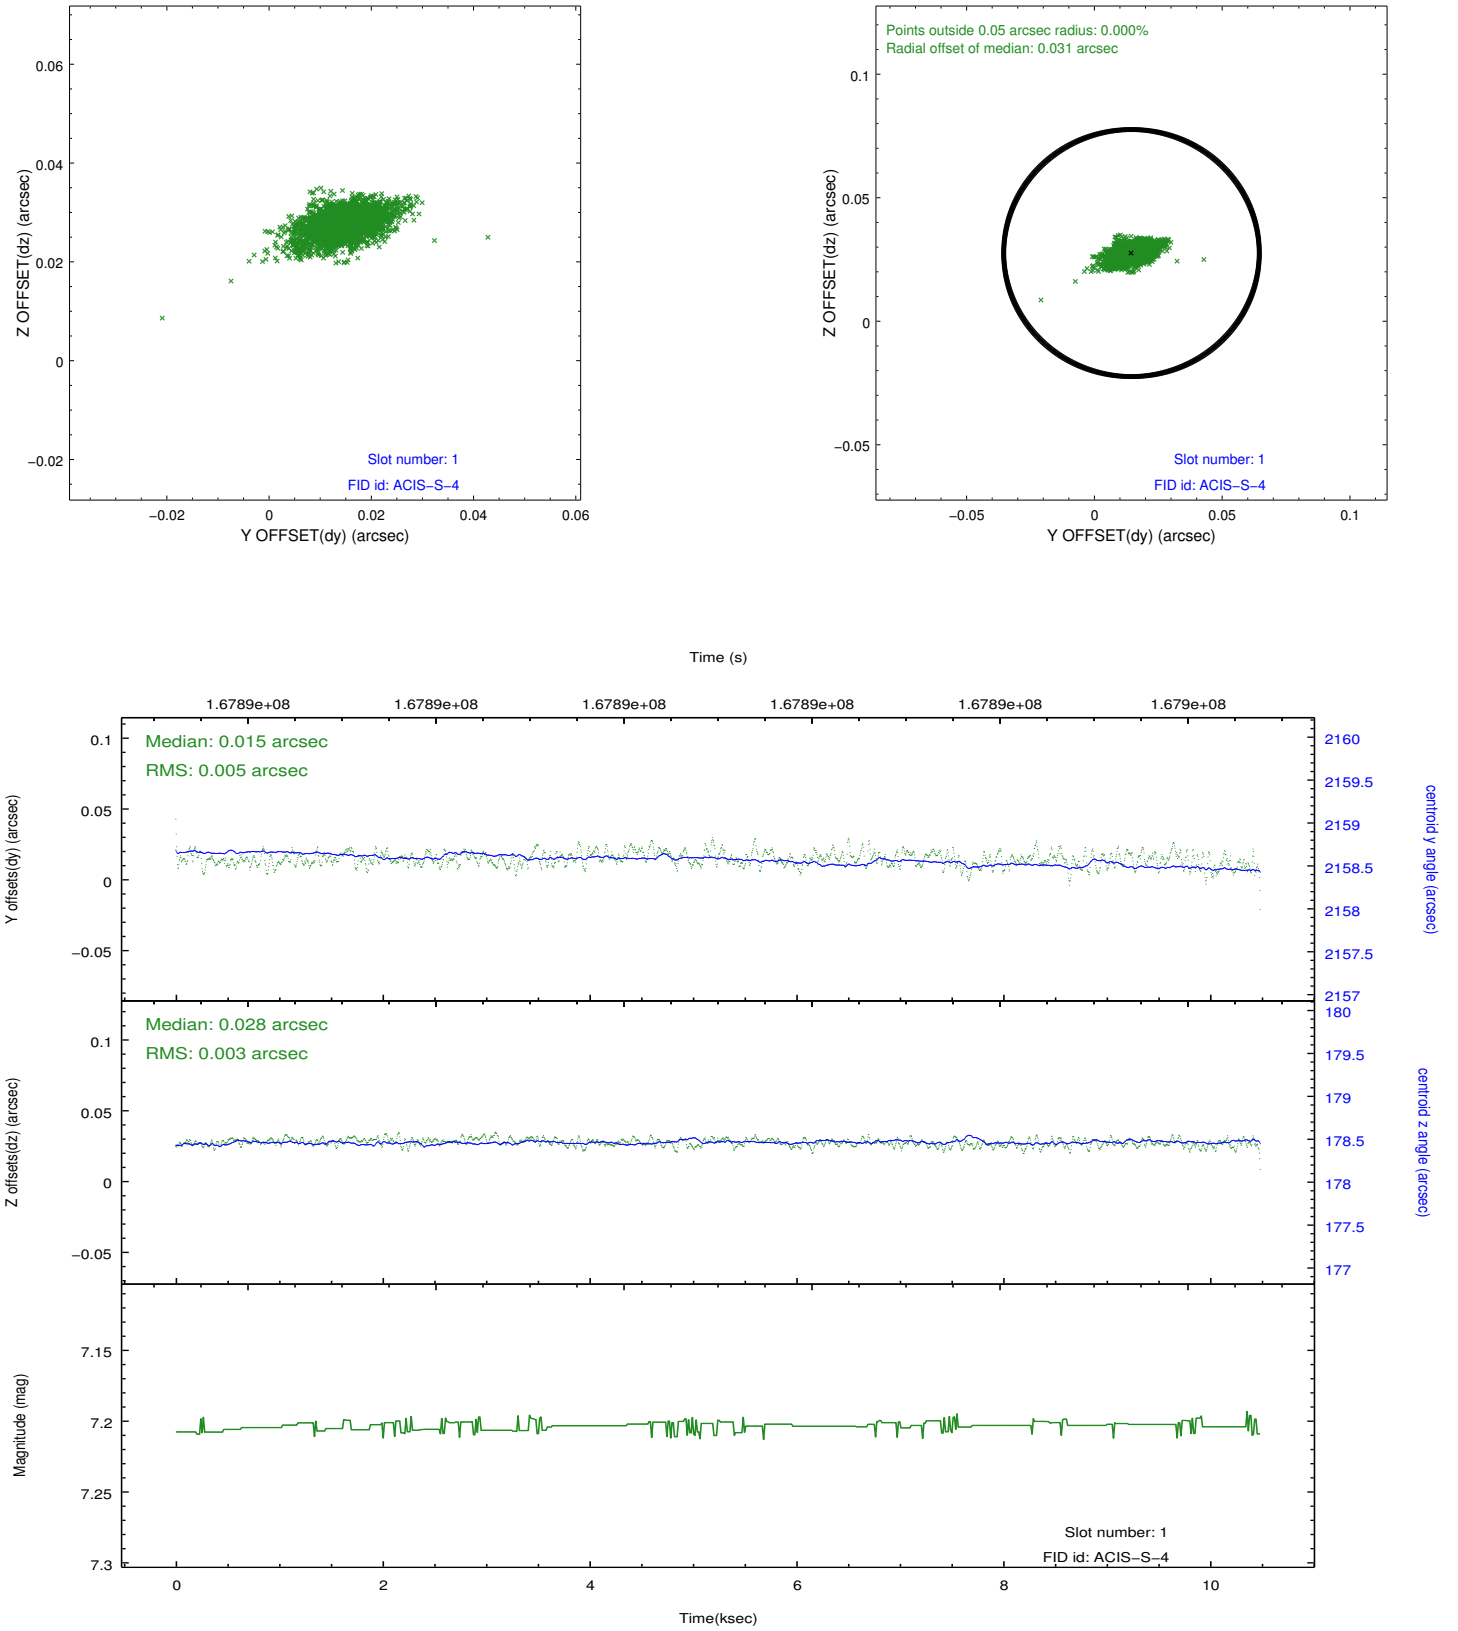 0.06
0.04
0.02
0
−0.02
Z OFFSET(dz) (arcsec)
Slot number: 1
FID id: ACIS−S−4
−0.02 0 0.02 0.04 0.06
Y OFFSET(dy) (arcsec)
Points outside 0.05 arcsec radius: 0.000%
Radial offset of median: 0.031 arcsec
0.1
0.05
0
−0.05
Z OFFSET(dz) (arcsec)
Slot number: 1
FID id: ACIS−S−4
−0.05 0 0.05 0.1
Y OFFSET(dy) (arcsec)
Time (s)
1.6789e+08 1.6789e+08 1.6789e+08 1.6789e+08 1.6789e+08 1.679e+08
Median: 0.015 arcsec
RMS: 0.005 arcsec
0.1
0.05
0
−0.05
Y offsets(dy) (arcsec)
2160
2159.5
2159
2158.5
2158
2157.5
2157
centroid y angle (arcsec)
Median: 0.028 arcsec
RMS: 0.003 arcsec
0.1
0.05
0
−0.05
Z offsets(dz) (arcsec)
180
179.5
179
178.5
178
177.5
177
centroid z angle (arcsec)
7.15
7.2
7.25
7.3
Magnitude (mag)
Slot number: 1
FID id: ACIS−S−4
0 2 4 6 8 10
Time(ksec)